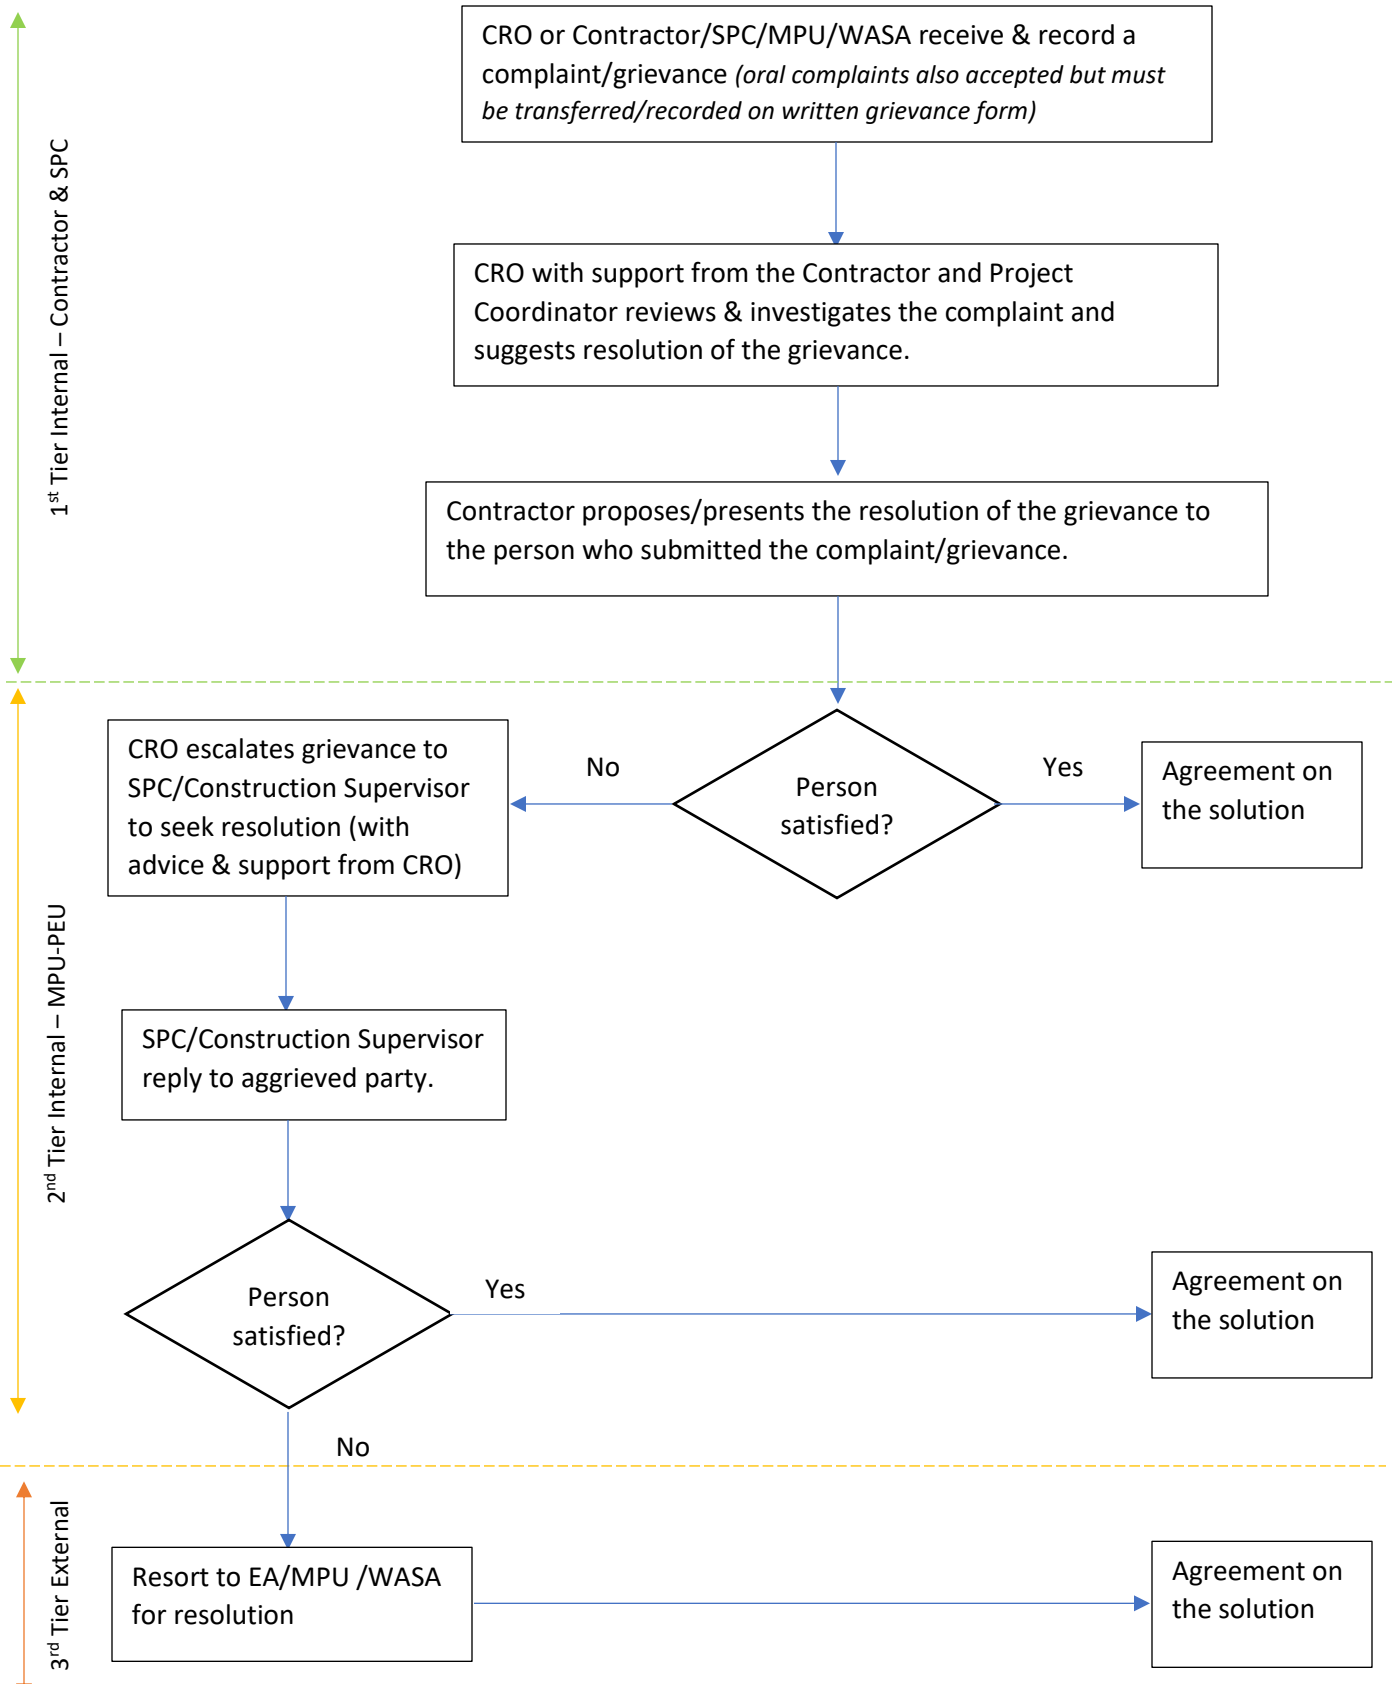 CRO or Contractor/SPC/MPU/WASA receive & record a
complaint/grievance (oral complaints also accepted but must
be transferred/recorded on written grievance form)
1st Tier Internal – Contractor & SPC
CRO with support from the Contractor and Project
Coordinator reviews & investigates the complaint and
suggests resolution of the grievance.
Contractor proposes/presents the resolution of the grievance to
the person who submitted the complaint/grievance.
CRO escalates grievance to
SPC/Construction Supervisor
to seek resolution (with
advice & support from CRO)
No
Person
satisfied?
Yes
Agreement on
the solution
2nd Tier Internal – MPU-PEU
SPC/Construction Supervisor
reply to aggrieved party.
Person
satisfied?
Yes
Agreement on
the solution
No
3rd Tier External
Resort to EA/MPU /WASA
for resolution
Agreement on
the solution